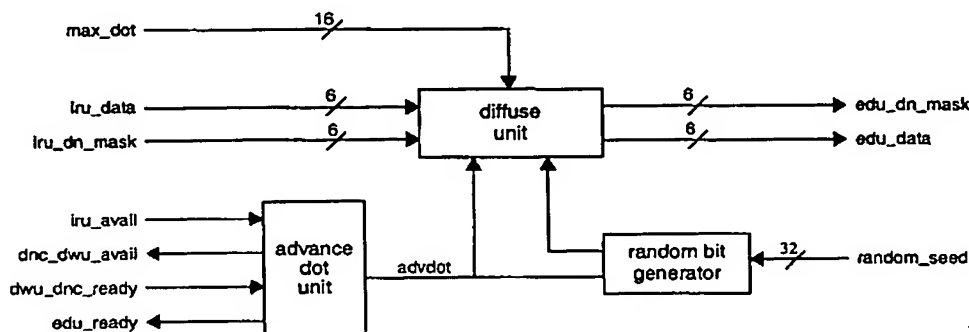 max_dot
16
iru_data
6
iru_dn_mask
6
diffuse
unit
6
edu_dn_mask
6
edu_data
iru_avail
dnc_dwu_avail
dwu_dnc_ready
edu_ready
advance
dot
unit
advdot
random bit
generator
32
random_seed